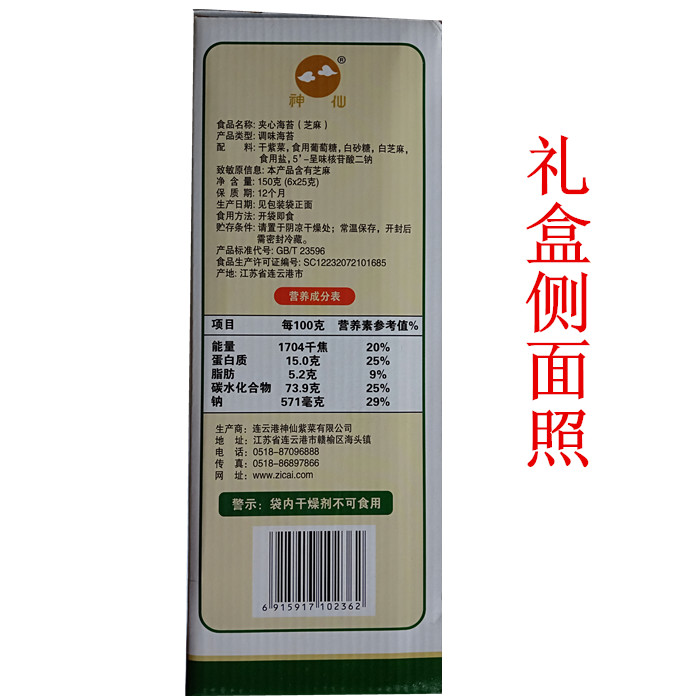 ®
神仙
食品名称: 夹心海苔（芝麻）
产品类型: 调味海苔
配 料: 干紫菜, 食用葡萄糖, 白砂糖, 白芝麻,
食用盐, 5'-呈味核苷酸二钠
致敏原信息: 本产品含有芝麻
净 含 量: 150克 (6x25克)
保 质 期: 12个月
生产日期: 见包装袋正面
食用方法: 开袋即食
贮存条件: 请置于阴凉干燥处; 常温保存, 开封后
需密封冷藏。
产品标准代号: GB/T 23596
食品生产许可证编号: SC12232072101685
产地: 江苏省连云港市
营养成分表
项目 每100克 营养素参考值%
能量 1704千焦 20%
蛋白质 15.0克 25%
脂肪 5.2克 9%
碳水化合物 73.9克 25%
钠 571毫克 29%
生产商: 连云港神仙紫菜有限公司
地 址: 江苏省连云港市赣榆区海头镇
电 话: 0518-87096888
传 真: 0518-86897866
网 址: www.zicai.com
警示: 袋内干燥剂不可食用
6 915917 102362
礼盒侧面照